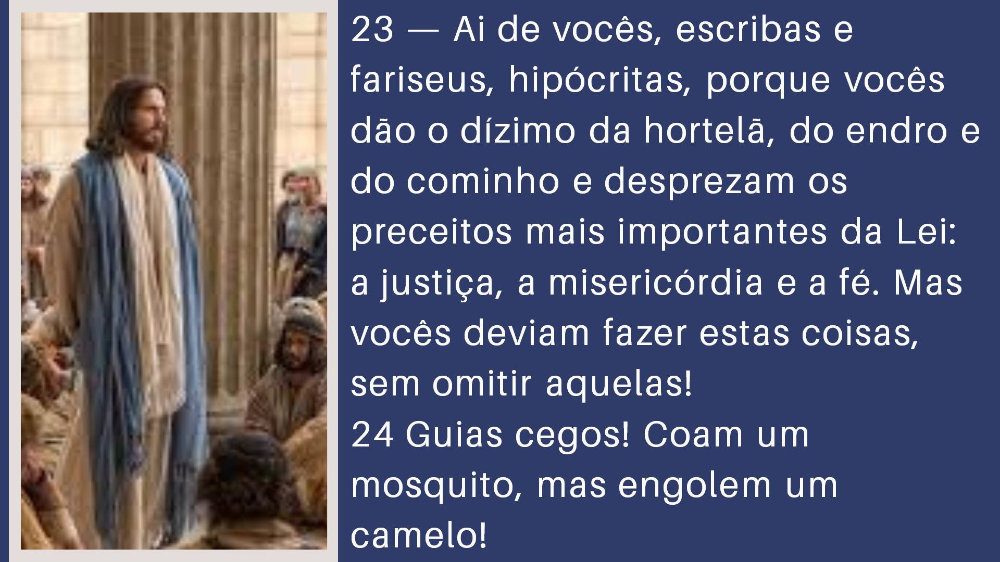 23 — Ai de vocês, escribas e
fariseus, hipócritas, porque vocês
dão o dízimo da hortelã, do endro e
do cominho e desprezam os
preceitos mais importantes da Lei:
a justiça, a misericórdia e a fé. Mas
vocês deviam fazer estas coisas,
sem omitir aquelas!
24 Guias cegos! Coam um
mosquito, mas engolem um
camelo!